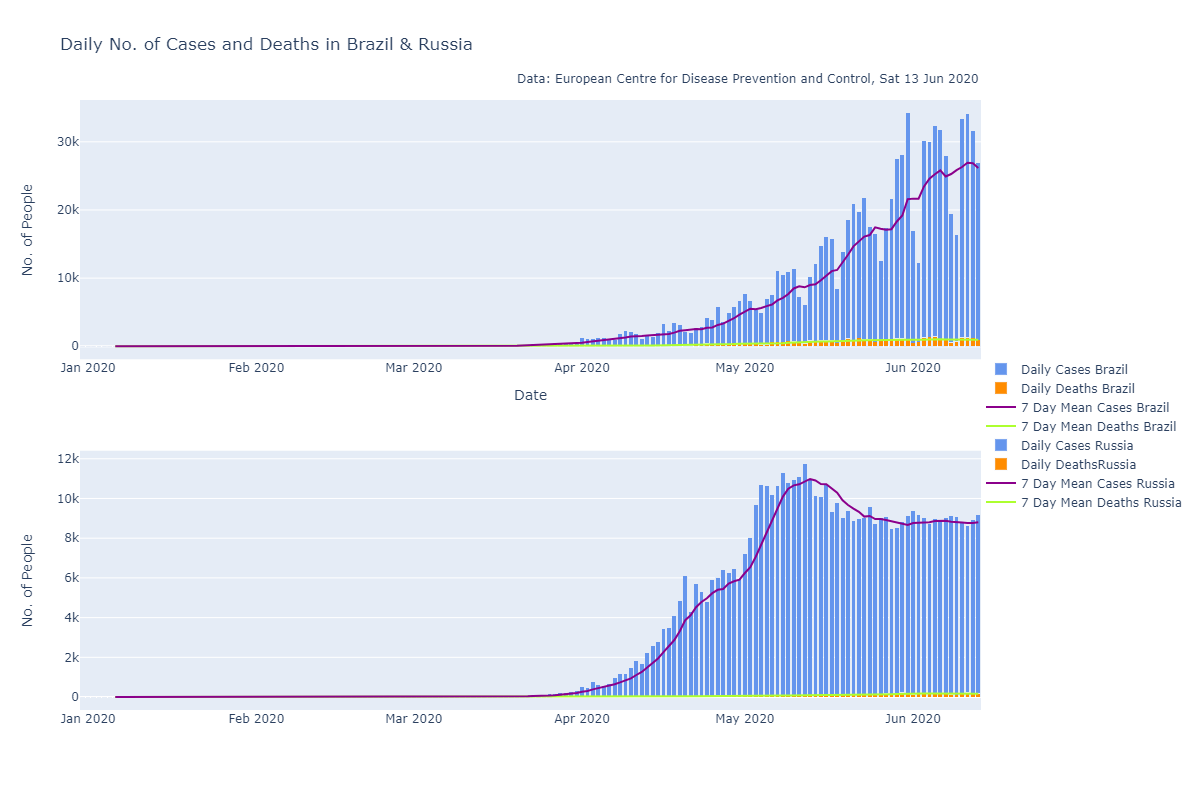 Daily No. of Cases and Deaths in Brazil & Russia
Data: European Centre for Disease Prevention and Control, Sat 13 Jun 2020
No. of People
30k
20k
10k
0
Jan 2020 Feb 2020 Mar 2020 Apr 2020 May 2020 Jun 2020
Date
Daily Cases Brazil
Daily Deaths Brazil
7 Day Mean Cases Brazil
7 Day Mean Deaths Brazil
Daily Cases Russia
Daily DeathsRussia
7 Day Mean Cases Russia
7 Day Mean Deaths Russia
No. of People
12k
10k
8k
6k
4k
2k
0
Jan 2020 Feb 2020 Mar 2020 Apr 2020 May 2020 Jun 2020